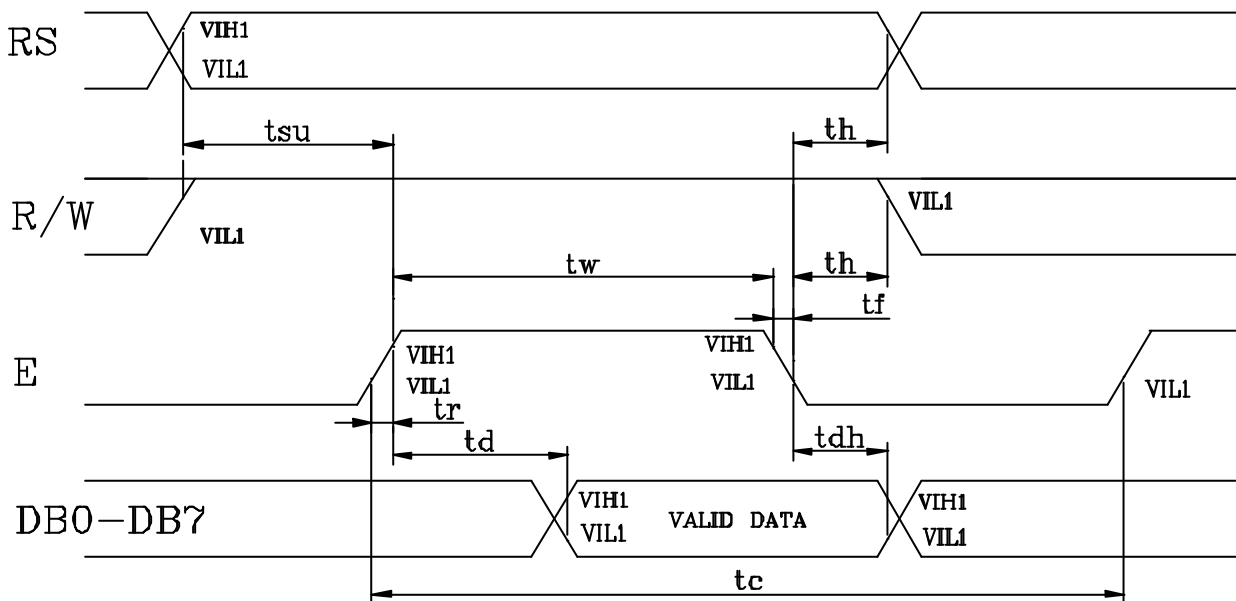 RS
VIH1
VIL1
tsu
th
R/W
VIL1
VIL1
tw
th
tf
E
VIH1
VIL1
VIH1
VIL1
VIL1
tr
td
tdh
DB0-DB7
VIH1
VIL1
VALID DATA
VIH1
VIL1
tc